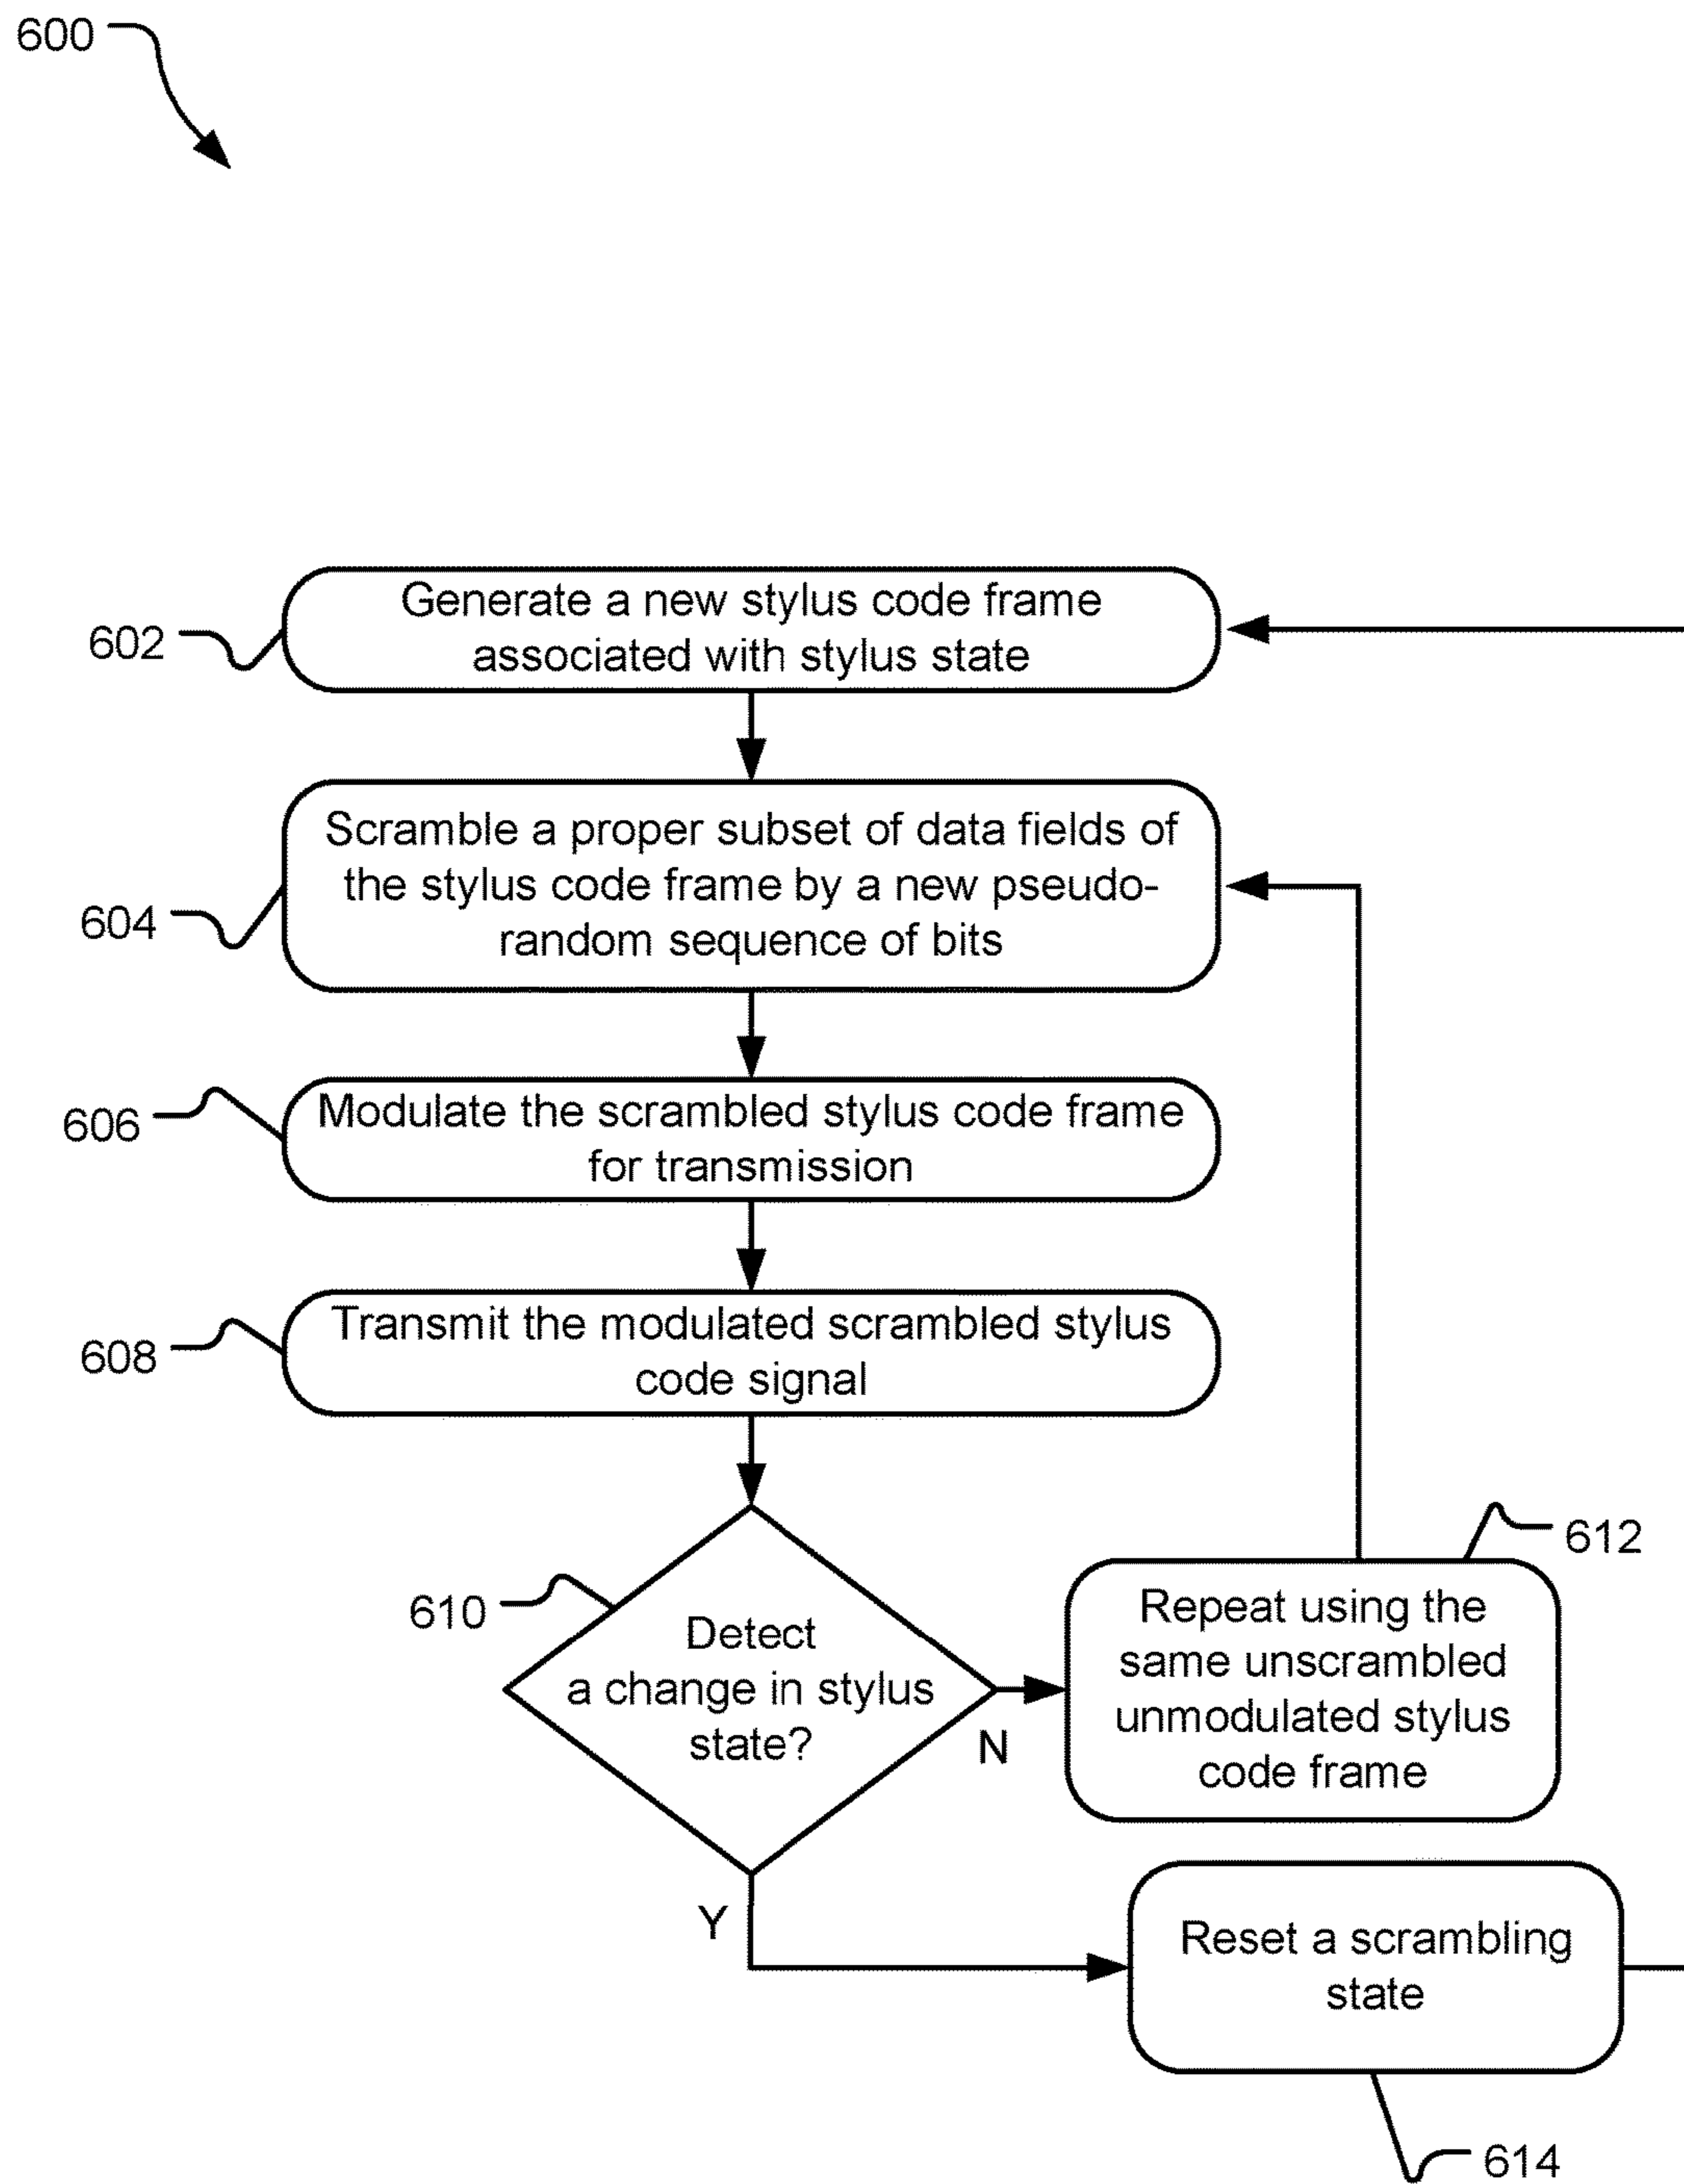 600
Generate a new stylus code frame
associated with stylus state
602
Scramble a proper subset of data fields of
the stylus code frame by a new pseudo-
random sequence of bits
604
Modulate the scrambled stylus code frame
for transmission
606
Transmit the modulated scrambled stylus
code signal
608
610
Detect
a change in stylus
state?
N
612
Repeat using the
same unscrambled
unmodulated stylus
code frame
Y
Reset a scrambling
state
614